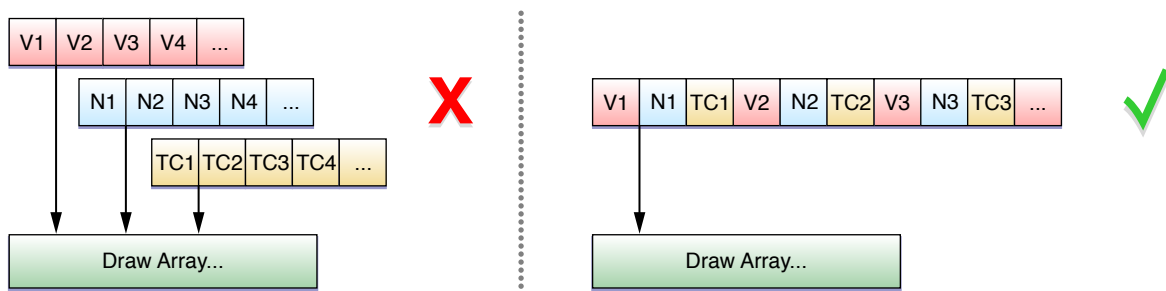 V1 V2 V3 V4 ...
N1 N2 N3 N4 ...
TC1 TC2 TC3 TC4 ...
Draw Array...
X
V1 N1 TC1 V2 N2 TC2 V3 N3 TC3 ...
Draw Array...